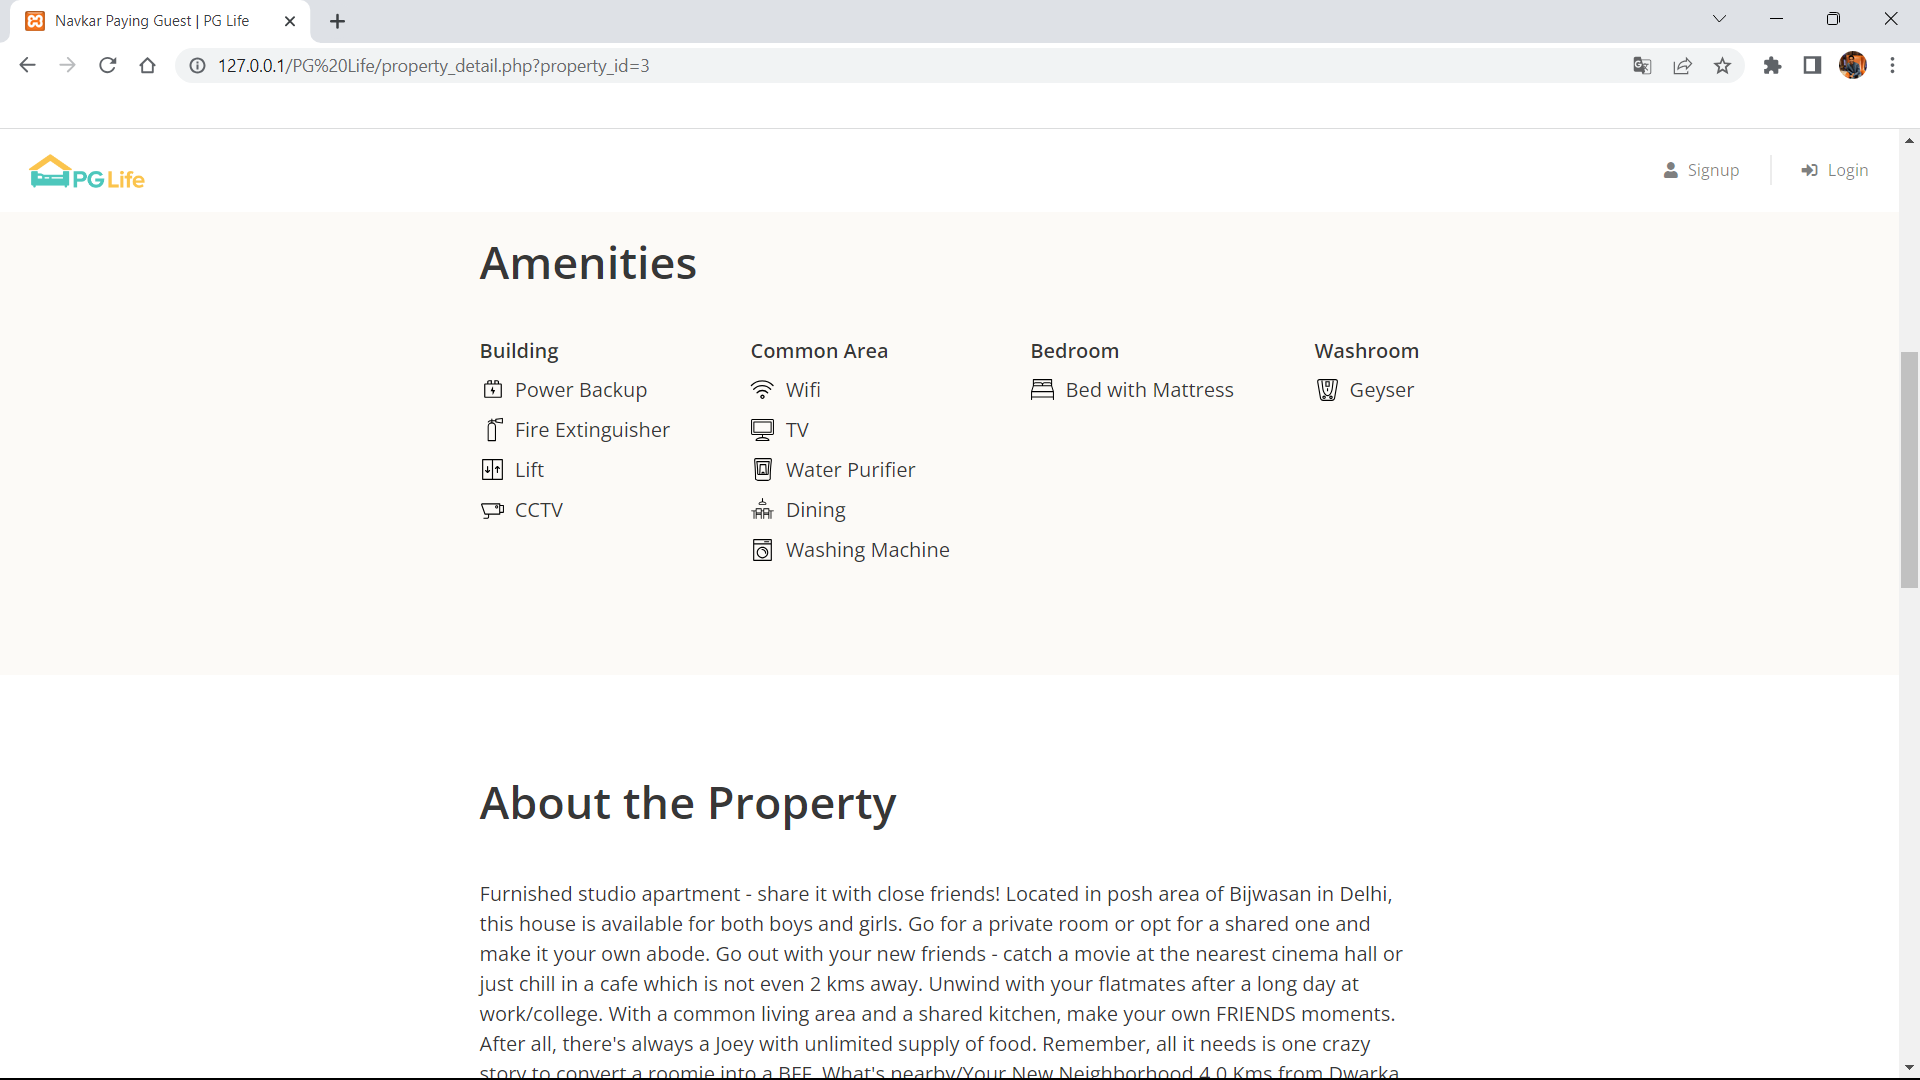 Navkar Paying Guest | PG Life
127.0.0.1/PG%20Life/property_detail.php?property_id=3
PG Life
Signup
Login
Amenities
Building
Power Backup
Fire Extinguisher
Lift
CCTV
Common Area
Wifi
TV
Water Purifier
Dining
Washing Machine
Bedroom
Bed with Mattress
Washroom
Geyser
About the Property
Furnished studio apartment - share it with close friends! Located in posh area of Bijwasan in Delhi,
this house is available for both boys and girls. Go for a private room or opt for a shared one and
make it your own abode. Go out with your new friends - catch a movie at the nearest cinema hall or
just chill in a cafe which is not even 2 kms away. Unwind with your flatmates after a long day at
work/college. With a common living area and a shared kitchen, make your own FRIENDS moments.
After all, there's always a Joey with unlimited supply of food. Remember, all it needs is one crazy
story to convert a roomie into a BFF. What's nearby/Your New Neighborhood 4.0 Kms from Dwarka